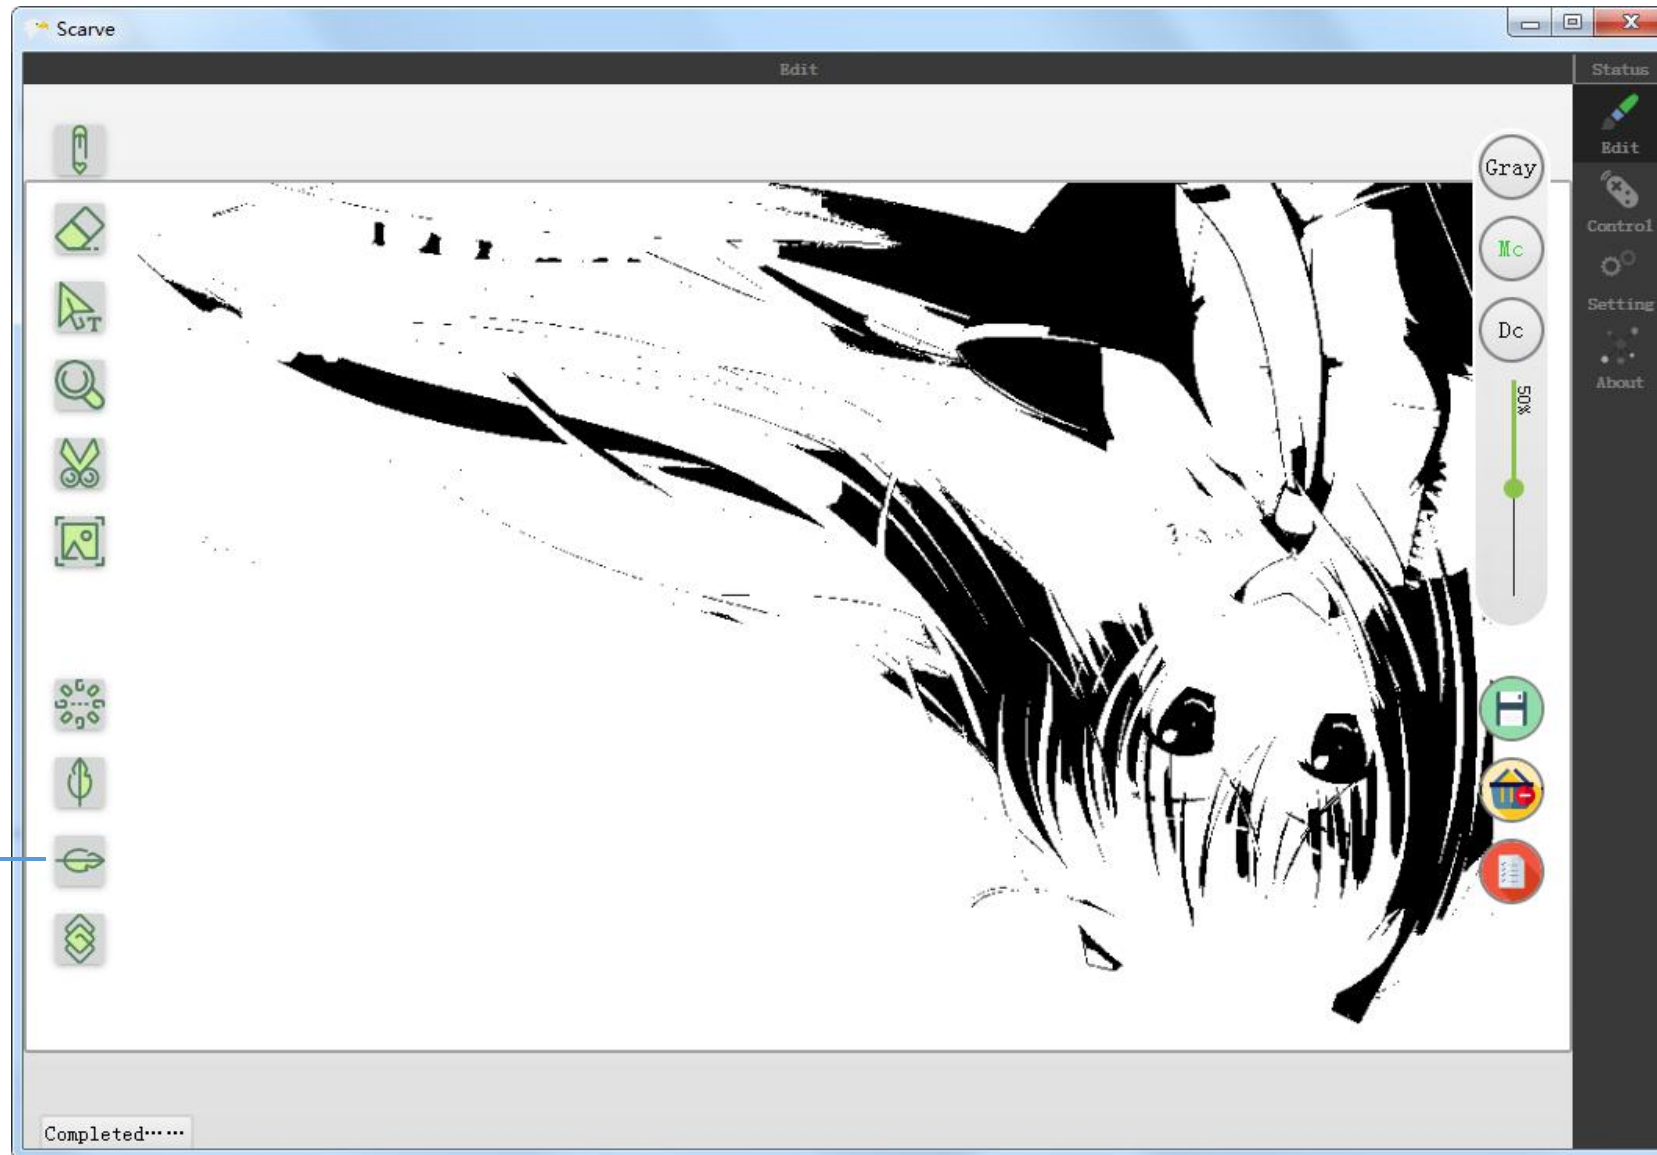 Scarve
Edit
Status
Gray
Mc
Dc
50%
Edit
Control
Setting
About
T
Completed……